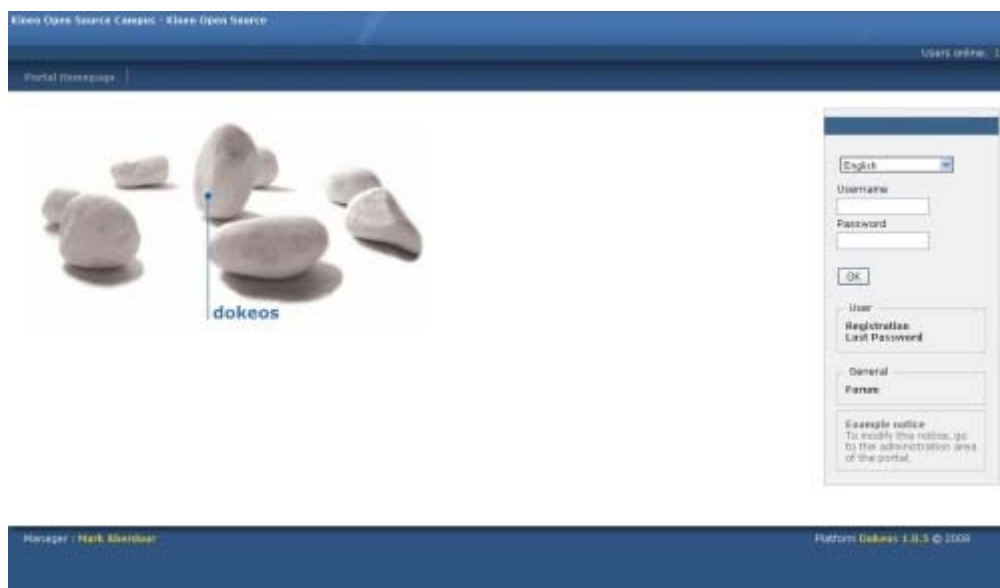 Kineo Open Source Campus - Kineo Open Source
Users online: 1
Portal Homepage
dokeos
English
Username
Password
OK
User
Registration
Lost Password
General
Forum
Example notice
To modify this notice, go
to the administration area
of the portal.
Manager : Mark Aberdour
Platform Dokeos 1.8.5 © 2008